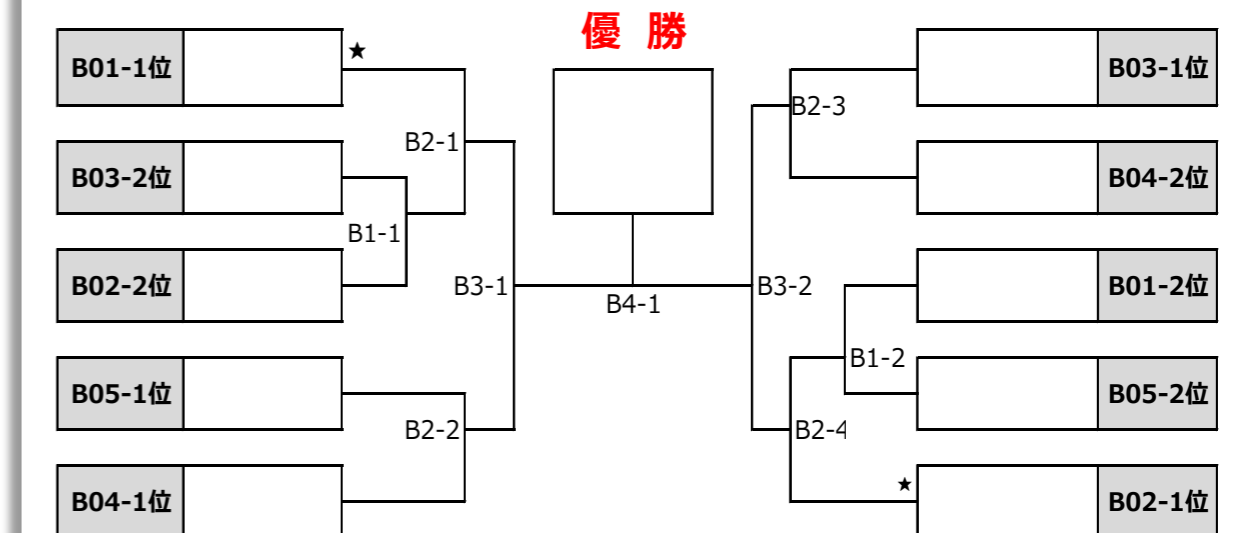 優 勝
B01-1位
★
B03-1位
B2-3
B2-1
B03-2位
B04-2位
B1-1
B02-2位
B3-1
B4-1
B3-2
B01-2位
B1-2
B05-1位
B05-2位
B2-2
B2-4
★
B04-1位
B02-1位